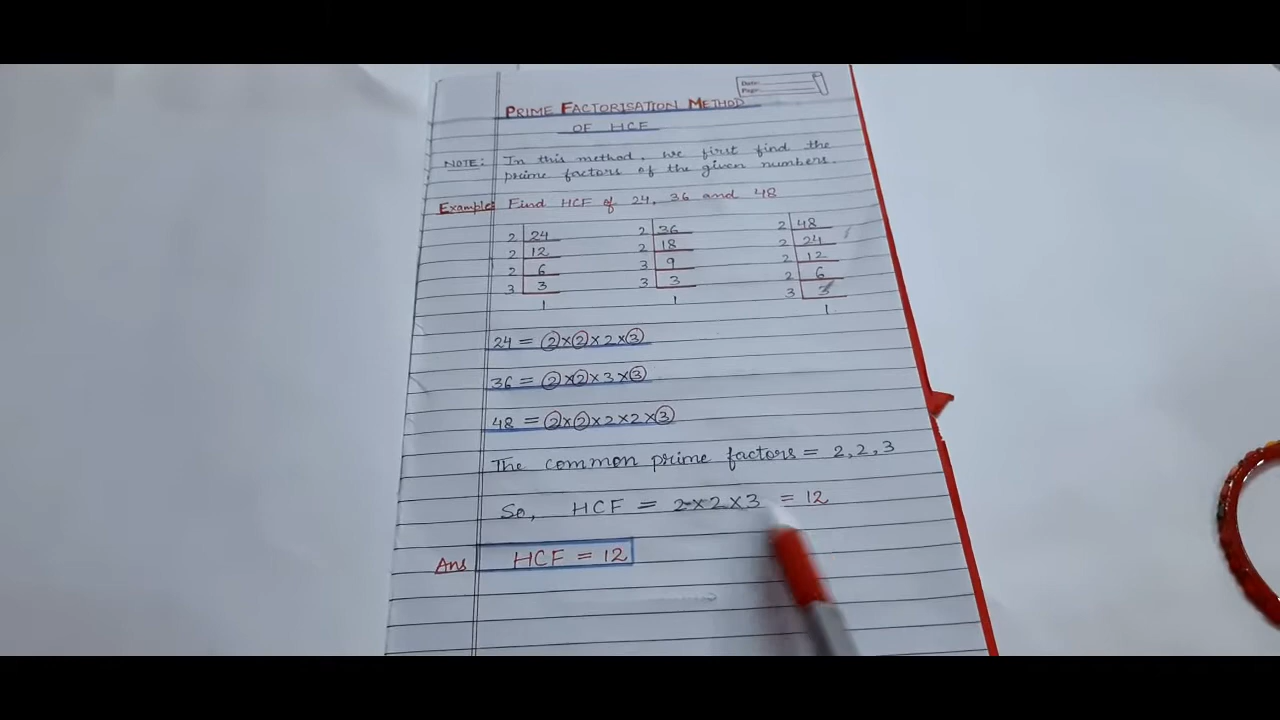 Date:
Page:
PRIME FACTORISATION METHOD
OF HCF
NOTE: In this method, we first find the
prime factors of the given numbers.
Example: Find HCF of 24, 36 and 48
2 24 2 36 2 48
2 12 2 18 2 24
2 6 3 9 2 12
3 3 3 3 2 6
1 1 3 3
1
24 = 2×2×2×3
36 = 2×2×3×3
48 = 2×2×2×2×3
The common prime factors = 2, 2, 3
So, HCF = 2×2×3 = 12
Ans HCF = 12